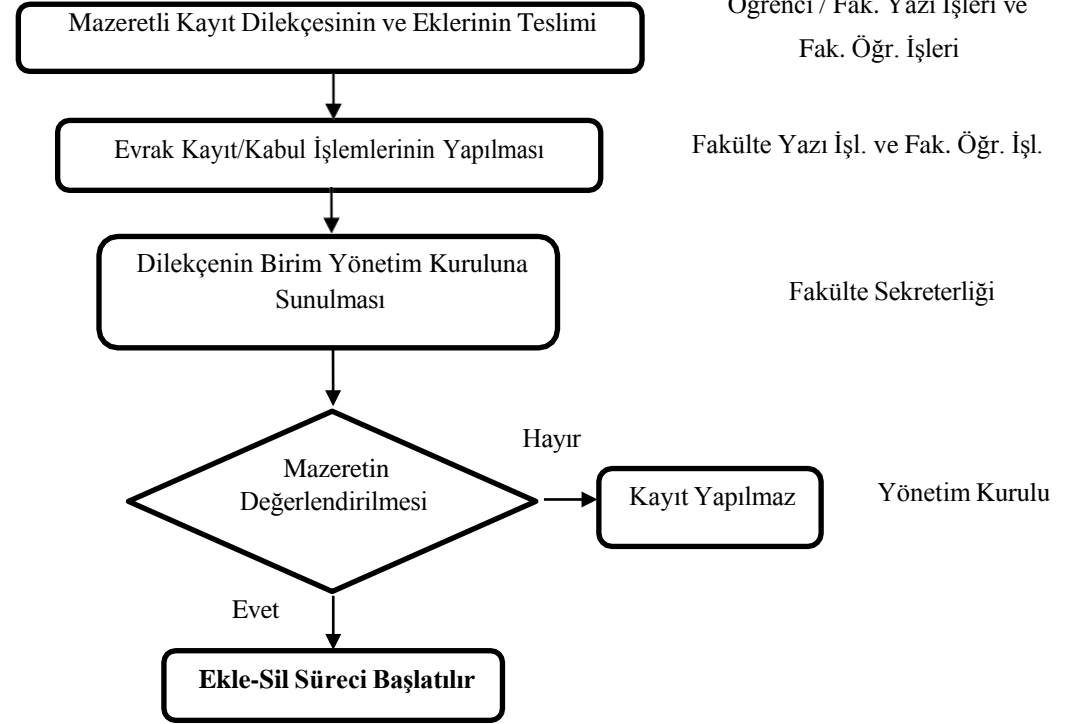 Mazeretli Kayıt Dilekçesinin ve Eklerinin Teslimi
Öğrenci / Fak. Yazı İşleri ve
Fak. Öğr. İşleri
Evrak Kayıt/Kabul İşlemlerinin Yapılması
Fakülte Yazı İşl. ve Fak. Öğr. İşl.
Dilekçenin Birim Yönetim Kuruluna
Sunulması
Fakülte Sekreterliği
Mazeretin
Değerlendirilmesi
Hayır
Kayıt Yapılmaz
Yönetim Kurulu
Evet
Ekle-Sil Süreci Başlatılır